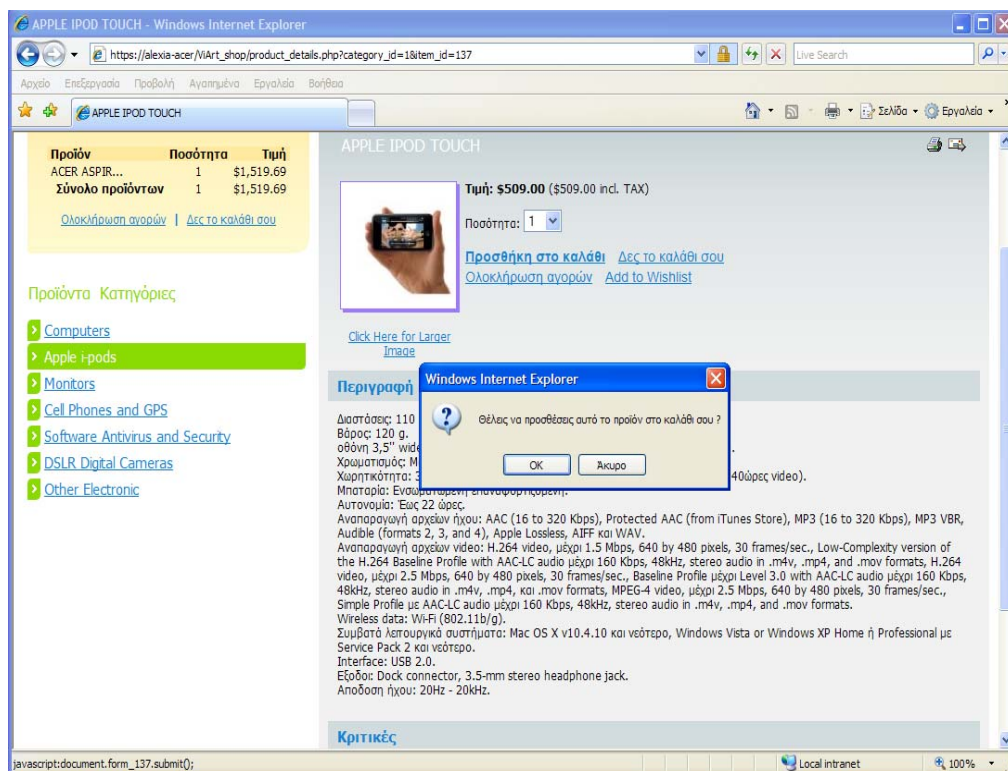 APPLE IPOD TOUCH - Windows Internet Explorer
https://alexia-acer/ViArt_shop/product_details.php?category_id=1&item_id=137
Live Search
Αρχείο Επεξεργασία Προβολή Αγαπημένα Εργαλεία Βοήθεια
APPLE IPOD TOUCH
Σελίδα Εργαλεία
Προϊόν Ποσότητα Τιμή
ACER ASPIR... 1 $1,519.69
Σύνολο προϊόντων 1 $1,519.69
Ολοκλήρωση αγορών | Δες το καλάθι σου
Προϊόντα Κατηγόριες
Computers
Apple i-pods
Monitors
Cell Phones and GPS
Software Antivirus and Security
DSLR Digital Cameras
Other Electronic
APPLE IPOD TOUCH
Τιμή: $509.00 ($509.00 incl. TAX)
Ποσότητα: 1
Προσθήκη στο καλάθι Δες το καλάθι σου
Ολοκλήρωση αγορών Add to Wishlist
Click Here for Larger
Image
Windows Internet Explorer
Θέλεις να προσθέσεις αυτό το προϊόν στο καλάθι σου ?
OK Άκυρο
Περιγραφή
Διαστάσεις: 110
Βάρος: 120 g.
οθόνη 3,5" wide
Χρωματισμός: Μ
Χωρητικότητα: 3 40ώρες video).
Μπαταρία: Ενσωματωμένη επαναφορτιζόμενη.
Αυτονομία: Έως 22 ώρες.
Αναπαραγωγή αρχείων ήχου: AAC (16 to 320 Kbps), Protected AAC (from iTunes Store), MP3 (16 to 320 Kbps), MP3 VBR,
Audible (formats 2, 3, and 4), Apple Lossless, AIFF και WAV.
Αναπαραγωγή αρχείων video: H.264 video, μέχρι 1.5 Mbps, 640 by 480 pixels, 30 frames/sec., Low-Complexity version of
the H.264 Baseline Profile with AAC-LC audio μέχρι 160 Kbps, 48kHz, stereo audio in .m4v, .mp4, and .mov formats, H.264
video, μέχρι 2.5 Mbps, 640 by 480 pixels, 30 frames/sec., Baseline Profile μέχρι Level 3.0 with AAC-LC audio μέχρι 160 Kbps,
48kHz, stereo audio in .m4v, .mp4, και .mov formats, MPEG-4 video, μέχρι 2.5 Mbps, 640 by 480 pixels, 30 frames/sec.,
Simple Profile με AAC-LC audio μέχρι 160 Kbps, 48kHz, stereo audio in .m4v, .mp4, and .mov formats.
Wireless data: Wi-Fi (802.11b/g).
Συμβατά λειτουργικά συστήματα: Mac OS X v10.4.10 και νεότερο, Windows Vista or Windows XP Home ή Professional με
Service Pack 2 και νεότερο.
Interface: USB 2.0.
Εξοδοι: Dock connector, 3.5-mm stereo headphone jack.
Αποδοση ήχου: 20Hz - 20kHz.
Κριτικές
javascript:document.form_137.submit();
Local intranet 100%